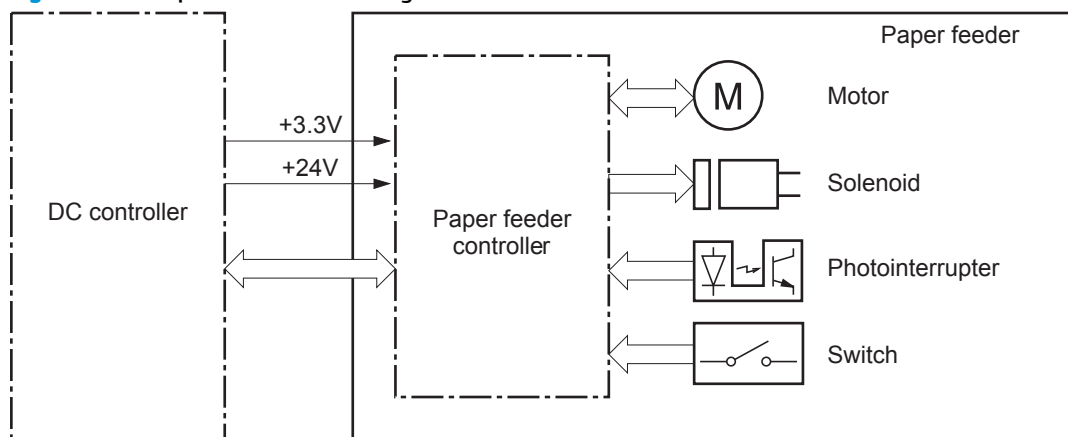 Paper feeder
M
Motor
+3.3V
+24V
Solenoid
DC controller
Paper feeder
controller
Photointerrupter
Switch